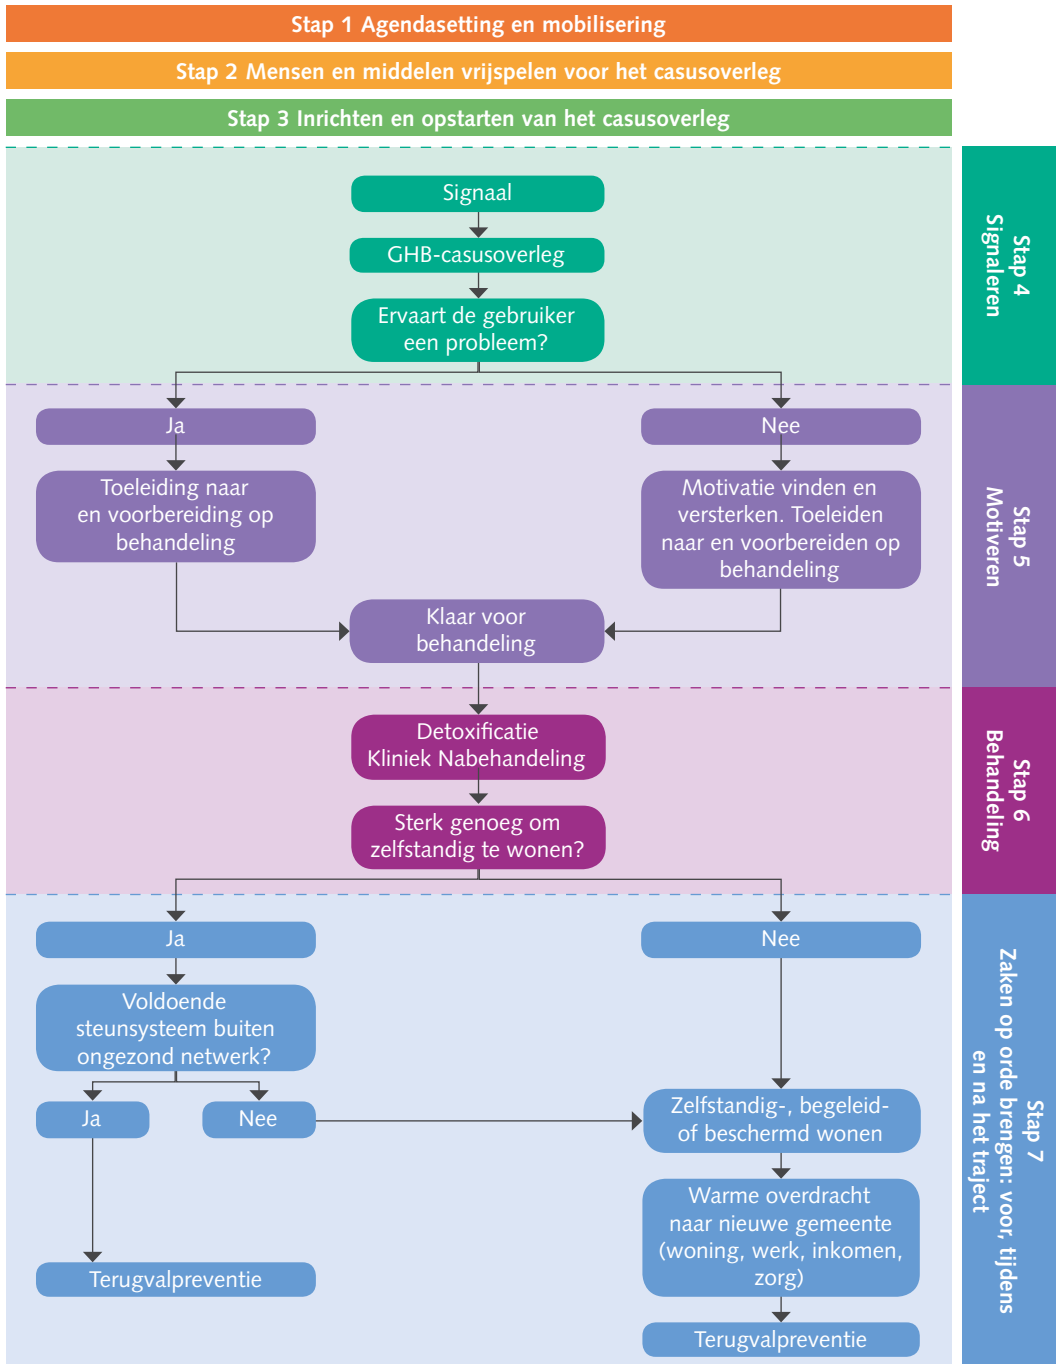 Stap 1 Agendasetting en mobilisering
Stap 2 Mensen en middelen vrijspelen voor het casusoverleg
Stap 3 Inrichten en opstarten van het casusoverleg
Stap 4
Signaleren
Signaal
GHB-casusoverleg
Ervaart de gebruiker
een probleem?
Stap 5
Motiveren
Ja
Nee
Toeleiding naar
en voorbereiding op
behandeling
Motivatie vinden en
versterken. Toeleiden
naar en voorbereiden op
behandeling
Klaar voor
behandeling
Stap 6
Behandeling
Detoxificatie
Kliniek Nabehandeling
Sterk genoeg om
zelfstandig te wonen?
Stap 7
Zaken op orde brengen: voor, tijdens
en na het traject
Ja
Nee
Voldoende
steunsysteem buiten
ongezond netwerk?
Ja
Nee
Zelfstandig-, begeleid-
of beschermd wonen
Warme overdracht
naar nieuwe gemeente
(woning, werk, inkomen,
zorg)
Terugvalpreventie
Terugvalpreventie